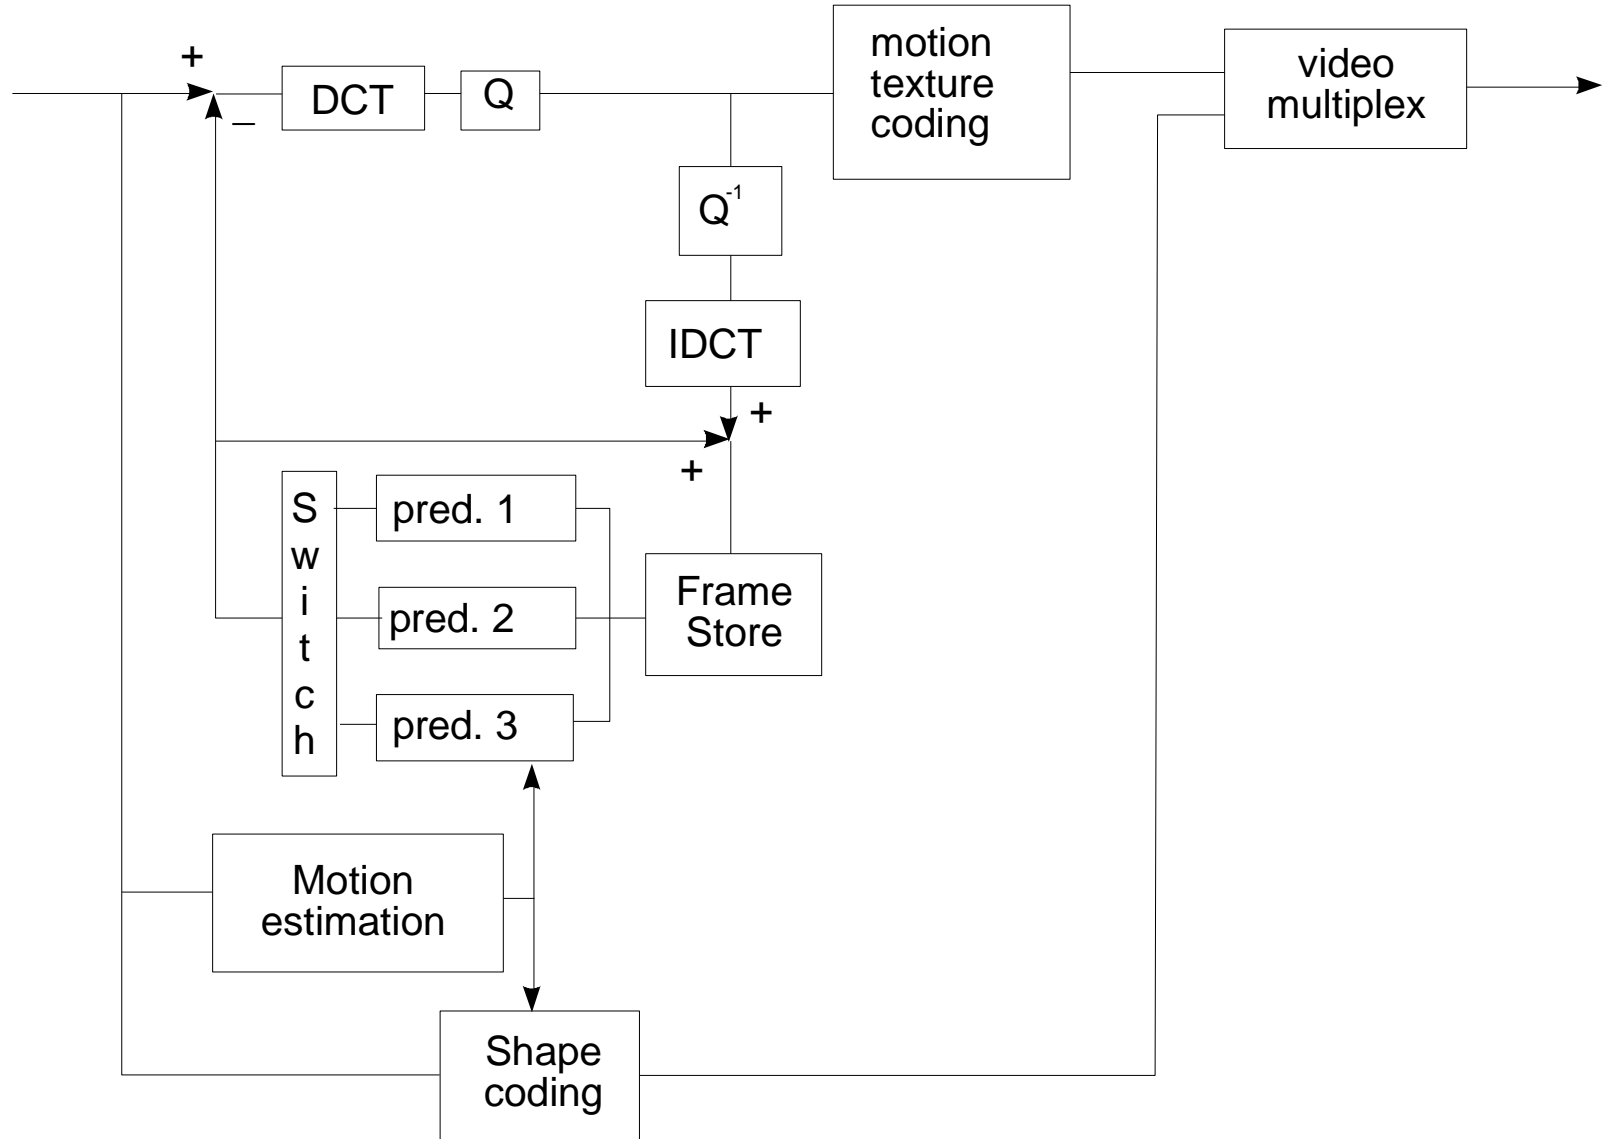 +
_
DCT
Q
motion
texture
coding
video
multiplex
Q-1
IDCT
+
+
S
w
i
t
c
h
pred. 1
pred. 2
pred. 3
Frame
Store
Motion
estimation
Shape
coding